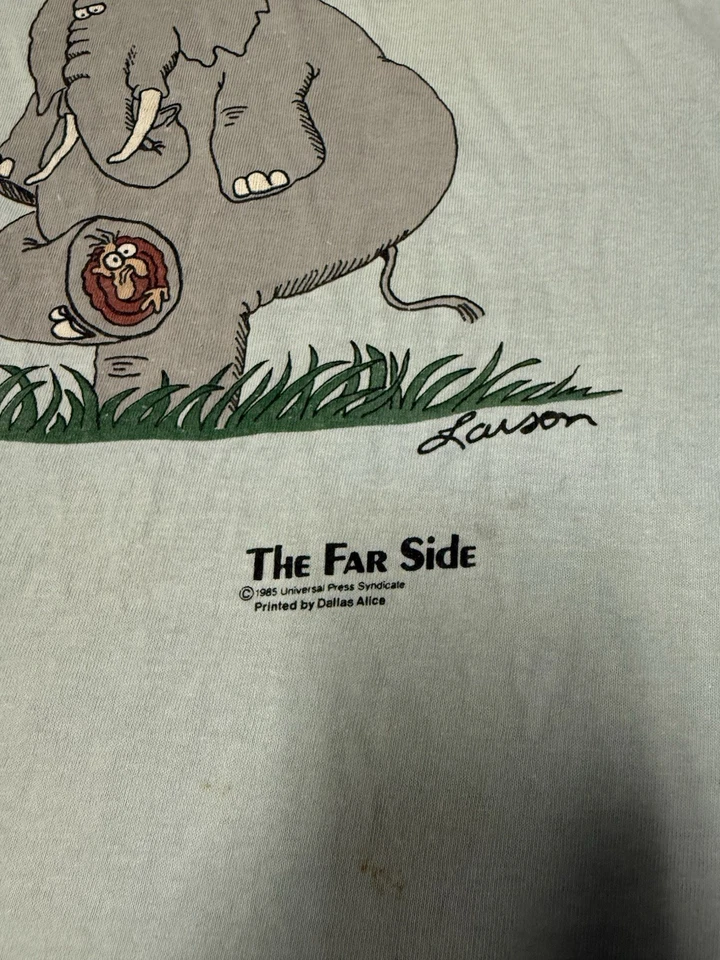 Larson
The Far Side
© 1985 Universal Press Syndicate
Printed by Dallas Alice